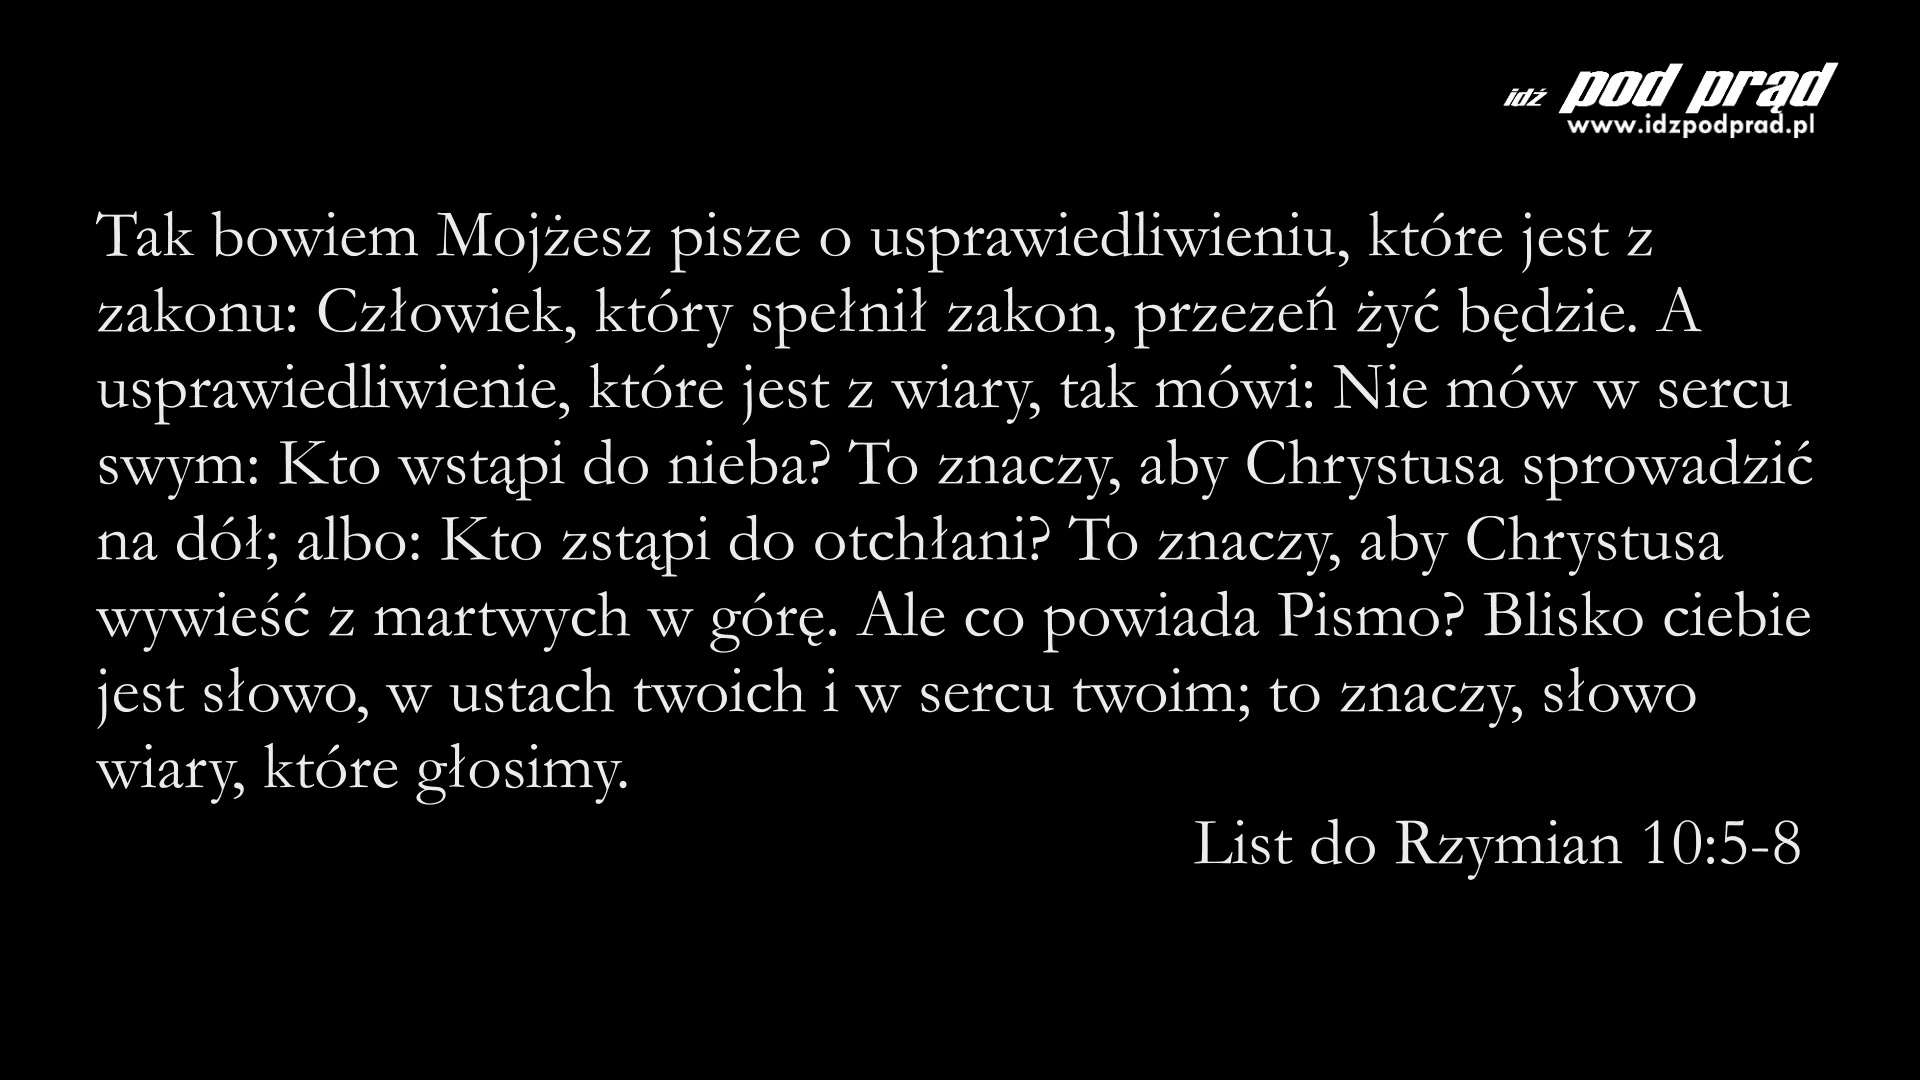 idź pod prąd
www.idzpodprad.pl
Tak bowiem Mojżesz pisze o usprawiedliwieniu, które jest z
zakonu: Człowiek, który spełnił zakon, przezeń żyć będzie. A
usprawiedliwienie, które jest z wiary, tak mówi: Nie mów w sercu
swym: Kto wstąpi do nieba? To znaczy, aby Chrystusa sprowadzić
na dół; albo: Kto zstąpi do otchłani? To znaczy, aby Chrystusa
wywieść z martwych w górę. Ale co powiada Pismo? Blisko ciebie
jest słowo, w ustach twoich i w sercu twoim; to znaczy, słowo
wiary, które głosimy.
List do Rzymian 10:5-8